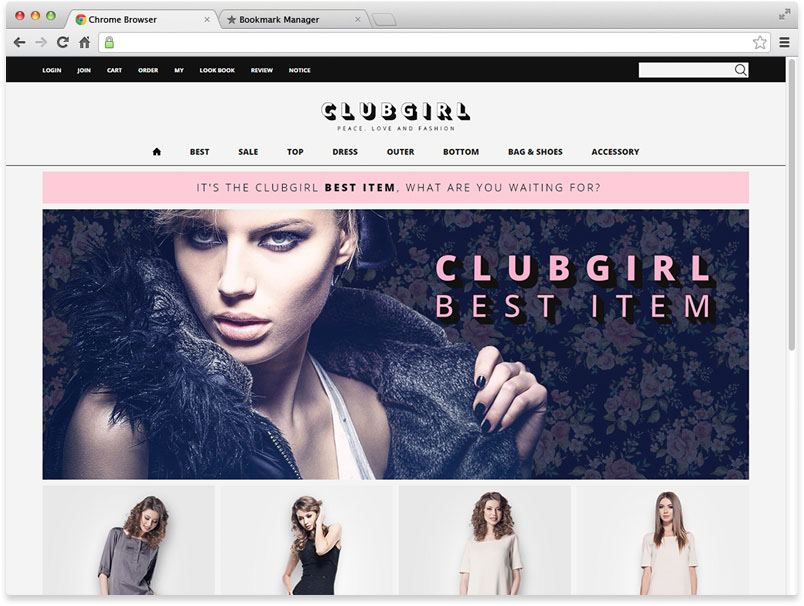 Chrome Browser
Bookmark Manager
LOGIN JOIN CART ORDER MY LOOK BOOK REVIEW NOTICE
CLUBGIRL
PEACE. LOVE AND FASHION
BEST SALE TOP DRESS OUTER BOTTOM BAG & SHOES ACCESSORY
IT'S THE CLUBGIRL BEST ITEM, WHAT ARE YOU WAITING FOR?
CLUBGIRL
BEST ITEM